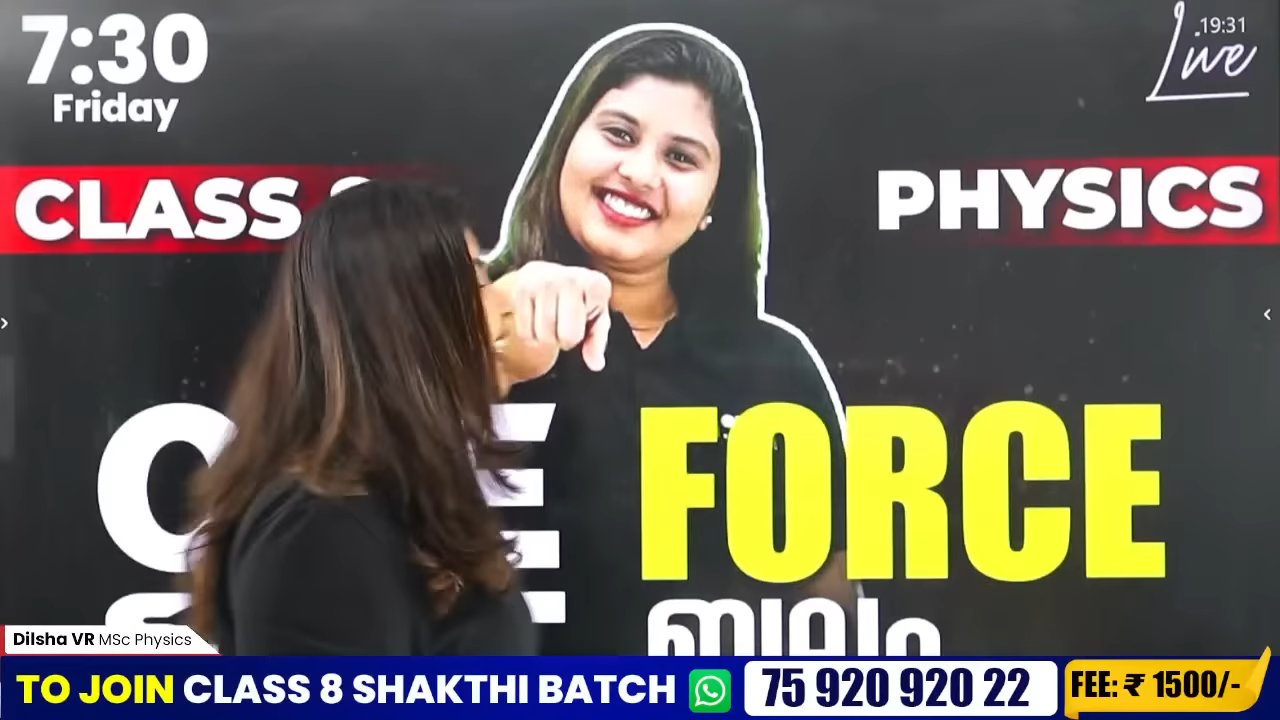 7:30
Friday
19:31
Live
CLASS
PHYSICS
FORCE
ബലം
Dilsha VR MSc Physics
TO JOIN CLASS 8 SHAKTHI BATCH
75 920 920 22
FEE: ₹ 1500/-